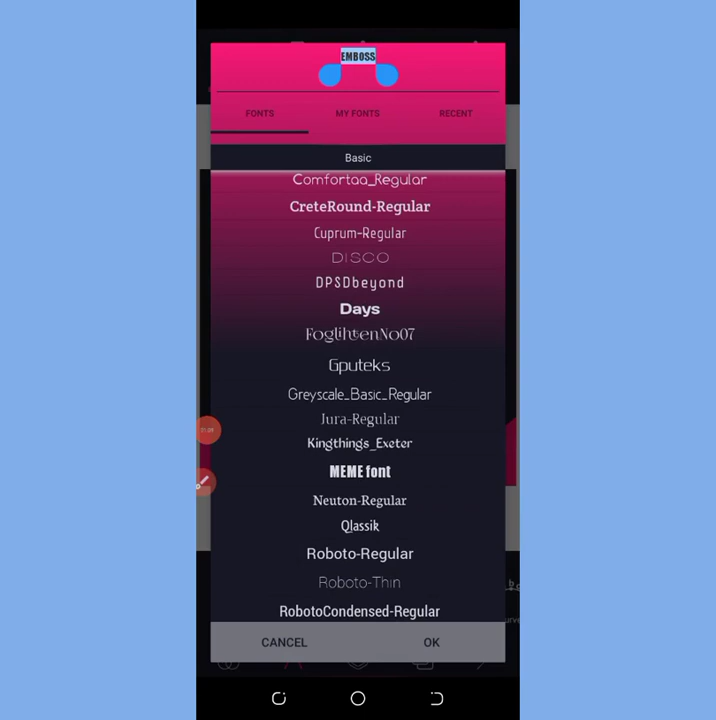 EMBOSS
FONTS MY FONTS RECENT
Basic
Comfortaa_Regular
CreteRound-Regular
Cuprum-Regular
DISCO
DPSDbeyond
Days
FoglihtenNo07
Gputeks
Greyscale_Basic_Regular
Jura-Regular
Kingthings_Exeter
MEME font
Neuton-Regular
Qlassik
Roboto-Regular
Roboto-Thin
RobotoCondensed-Regular
CANCEL OK